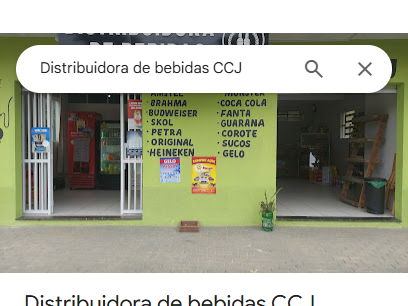 DISTRIBUIDORA
DE BEBIDAS
Distribuidora de bebidas CCJ
AMSTEL
BRAHMA
BUDWEISER
SKOL
PETRA
ORIGINAL
HEINEKEN
MONSTER
COCA COLA
FANTA
GUARANA
COROTE
SUCOS
GELO
GELO
Distribuidora de bebidas CCJ